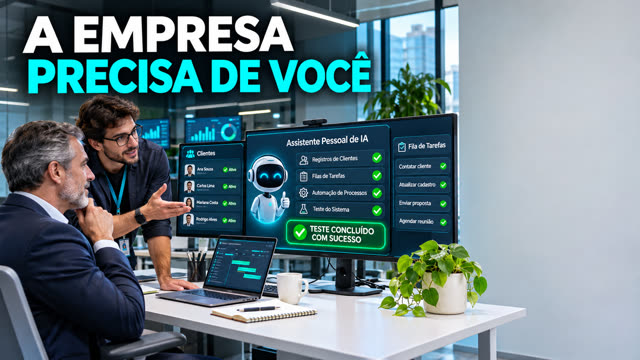 A EMPRESA
PRECISA DE VOCÊ
Clientes
Ana Souza
Ativo
Carlos Lima
Ativo
Mariana Costa
Ativo
Rodrigo Alves
Ativo
Assistente Pessoal de IA
Registros de Clientes
Filas de Tarefas
Automação de Processos
Teste do Sistema
TESTE CONCLUÍDO
COM SUCESSO
Fila de Tarefas
Contatar cliente
Atualizar cadastro
Enviar proposta
Agendar reunião